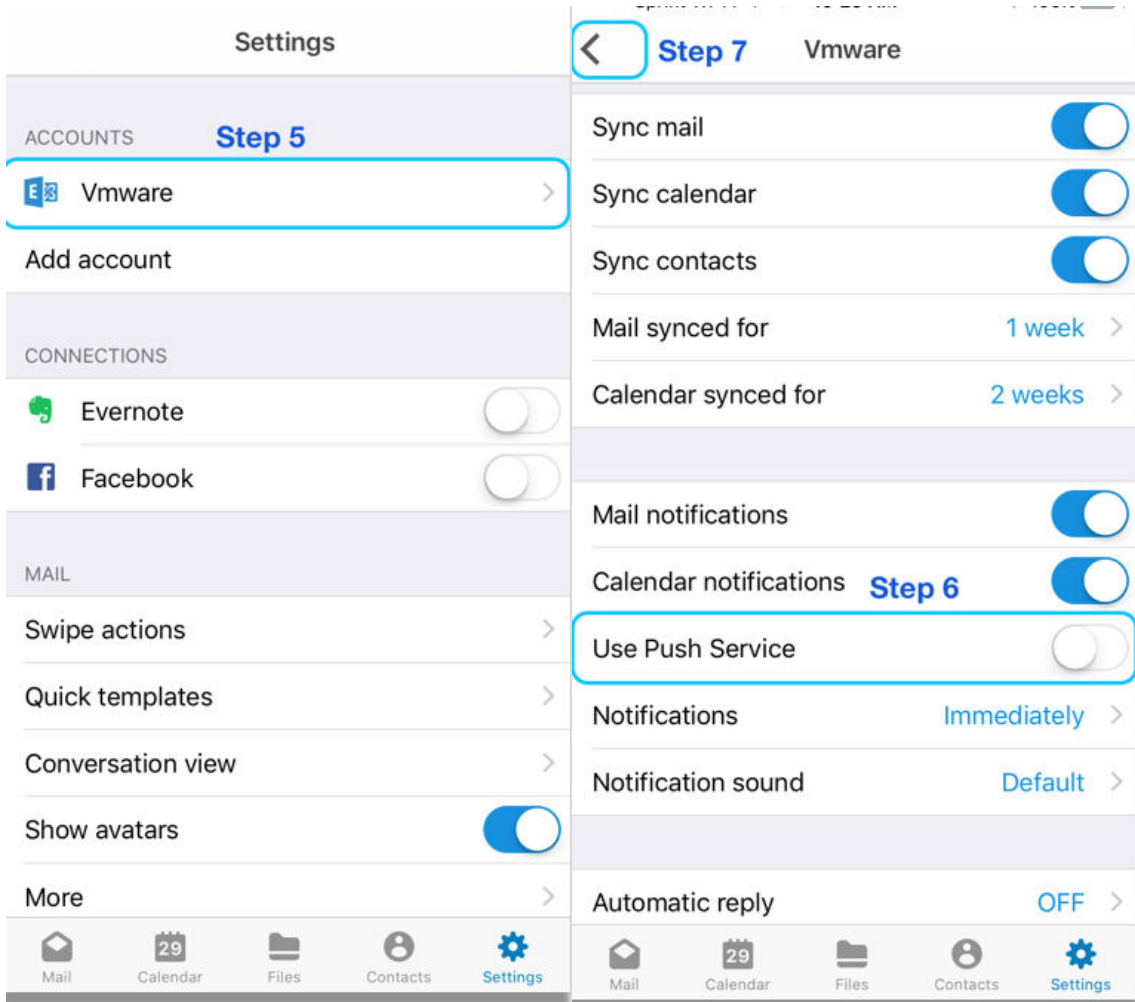 Settings
ACCOUNTS Step 5
Vmware
Add account
CONNECTIONS
Evernote
Facebook
MAIL
Swipe actions
Quick templates
Conversation view
Show avatars
More
29
Mail Calendar Files Contacts Settings
Step 7 Vmware
Sync mail
Sync calendar
Sync contacts
Mail synced for 1 week
Calendar synced for 2 weeks
Mail notifications
Calendar notifications Step 6
Use Push Service
Notifications Immediately
Notification sound Default
Automatic reply OFF
29
Mail Calendar Files Contacts Settings